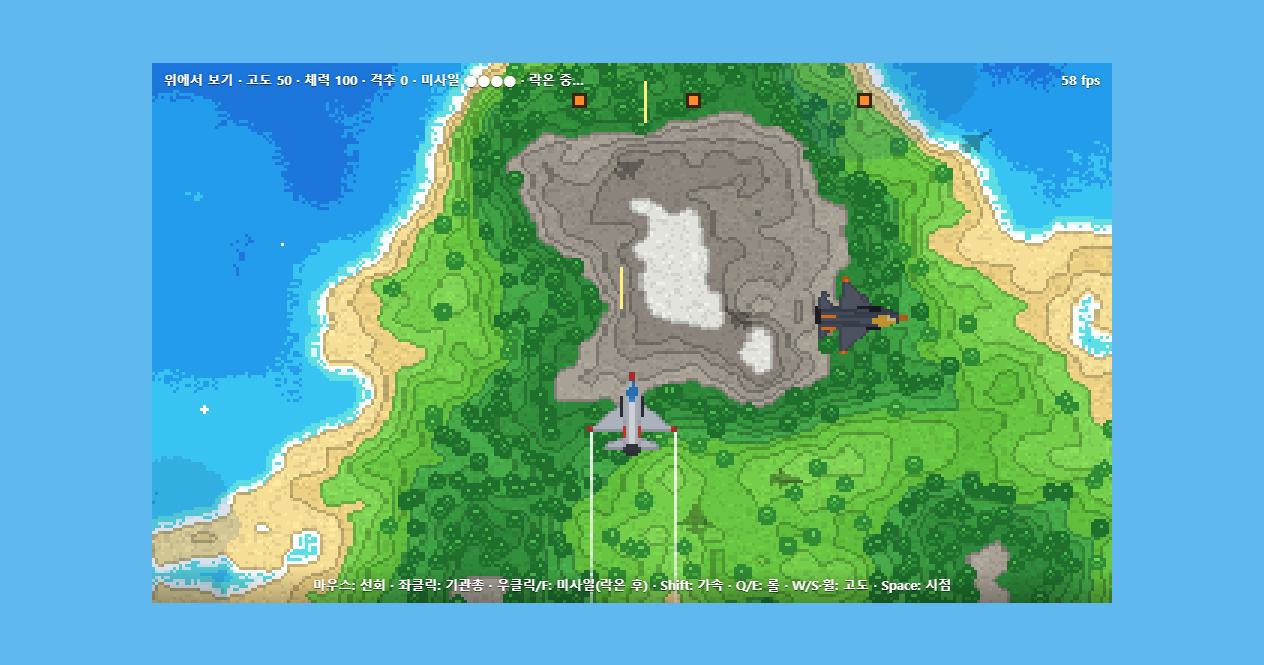 위에서 보기 · 고도 50 · 체력 100 · 격추 0 · 미사일 ●●●● · 락온 중...
58 fps
마우스: 선회 · 좌클릭: 기관총 · 우클릭/F: 미사일(락온 후) · Shift: 가속 · Q/E: 롤 · W/S·휠: 고도 · Space: 시점